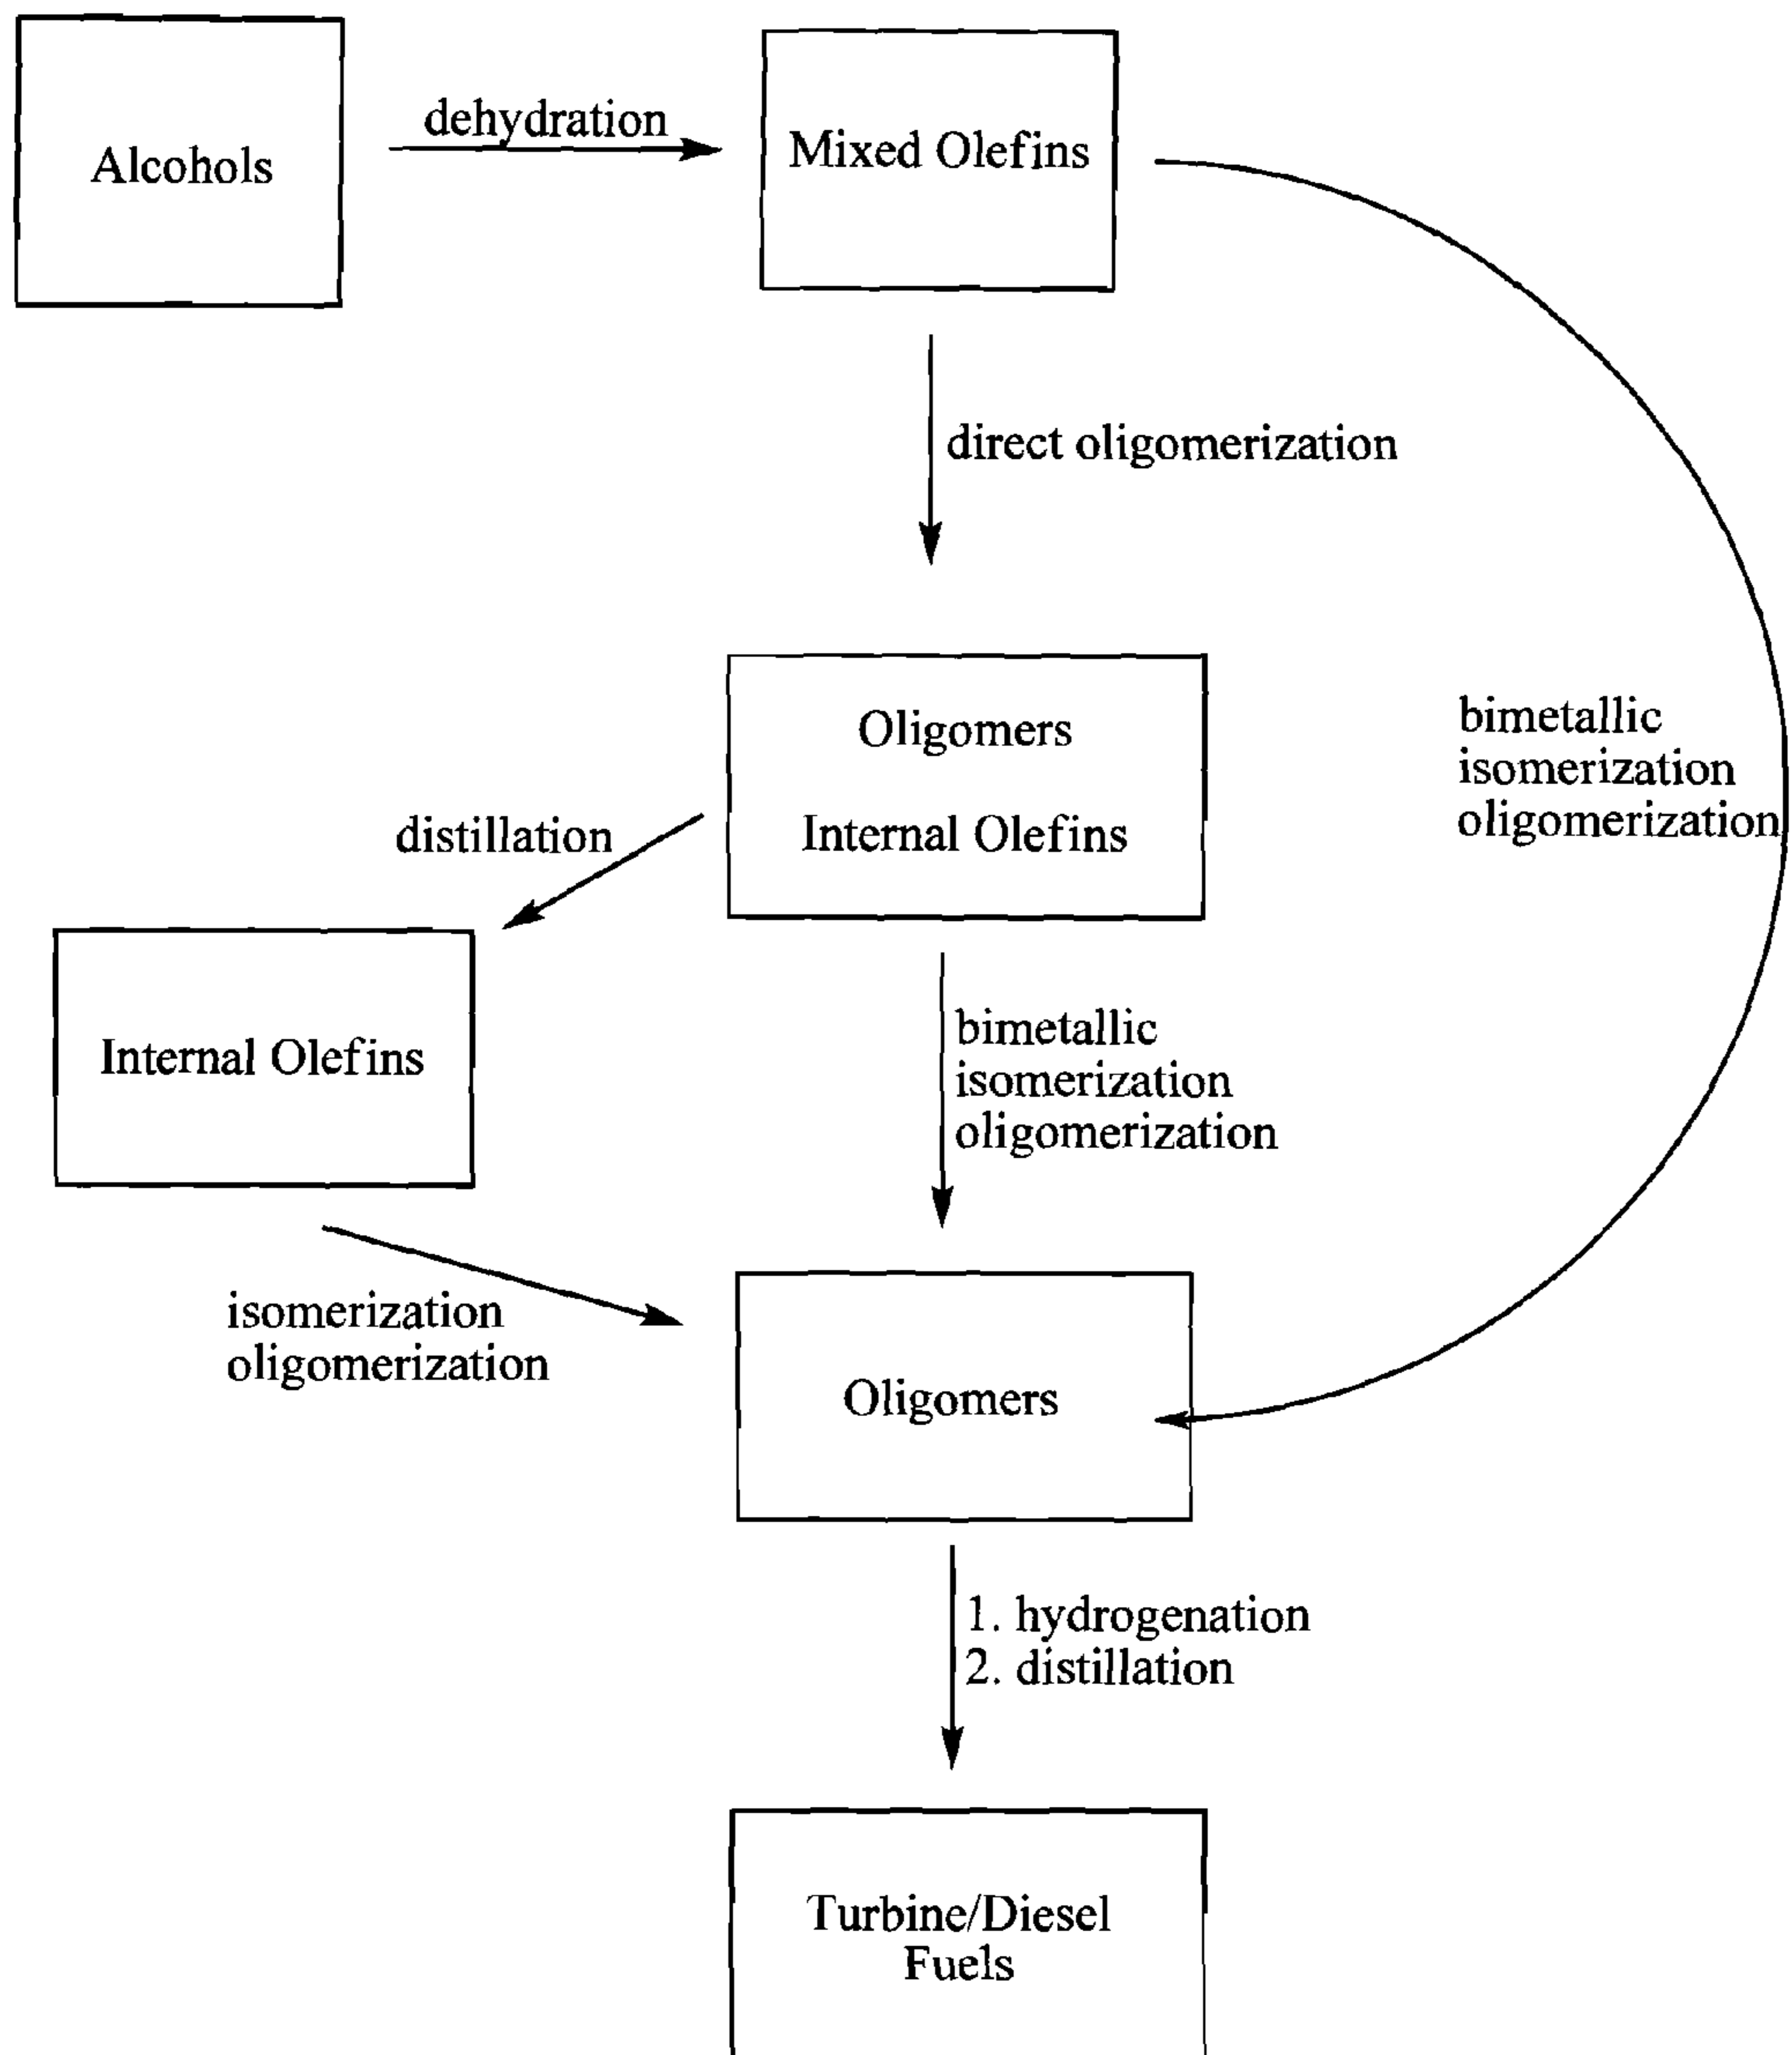 Alcohols
dehydration
Mixed Olefins
direct oligomerization
Oligomers
Internal Olefins
bimetallic
isomerization
oligomerization
distillation
Internal Olefins
bimetallic
isomerization
oligomerization
isomerization
oligomerization
Oligomers
1. hydrogenation
2. distillation
Turbine/Diesel
Fuels